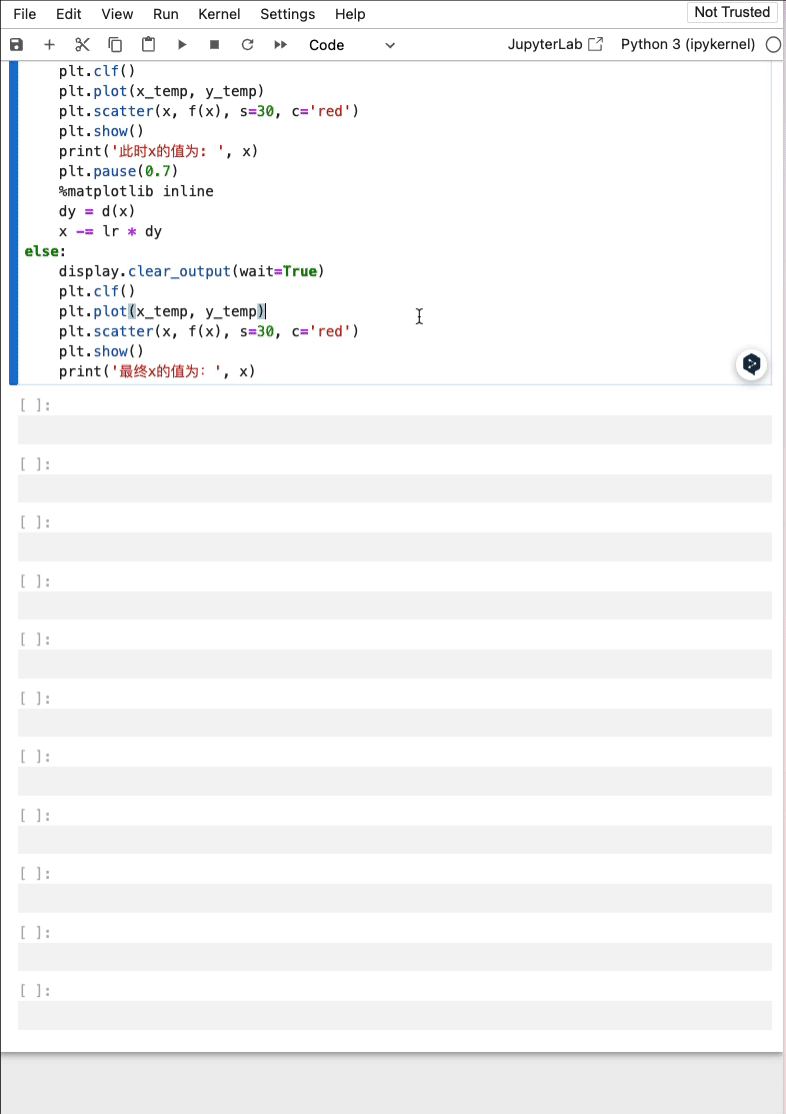 File Edit View Run Kernel Settings Help Not Trusted
Code JupyterLab Python 3 (ipykernel)
plt.clf()
plt.plot(x_temp, y_temp)
plt.scatter(x, f(x), s=30, c='red')
plt.show()
print('此时x的值为: ', x)
plt.pause(0.7)
%matplotlib inline
dy = d(x)
x -= lr * dy
else:
display.clear_output(wait=True)
plt.clf()
plt.plot(x_temp, y_temp)
plt.scatter(x, f(x), s=30, c='red')
plt.show()
print('最终x的值为: ', x)
[ ]:
[ ]:
[ ]:
[ ]:
[ ]:
[ ]:
[ ]:
[ ]:
[ ]:
[ ]:
[ ]: